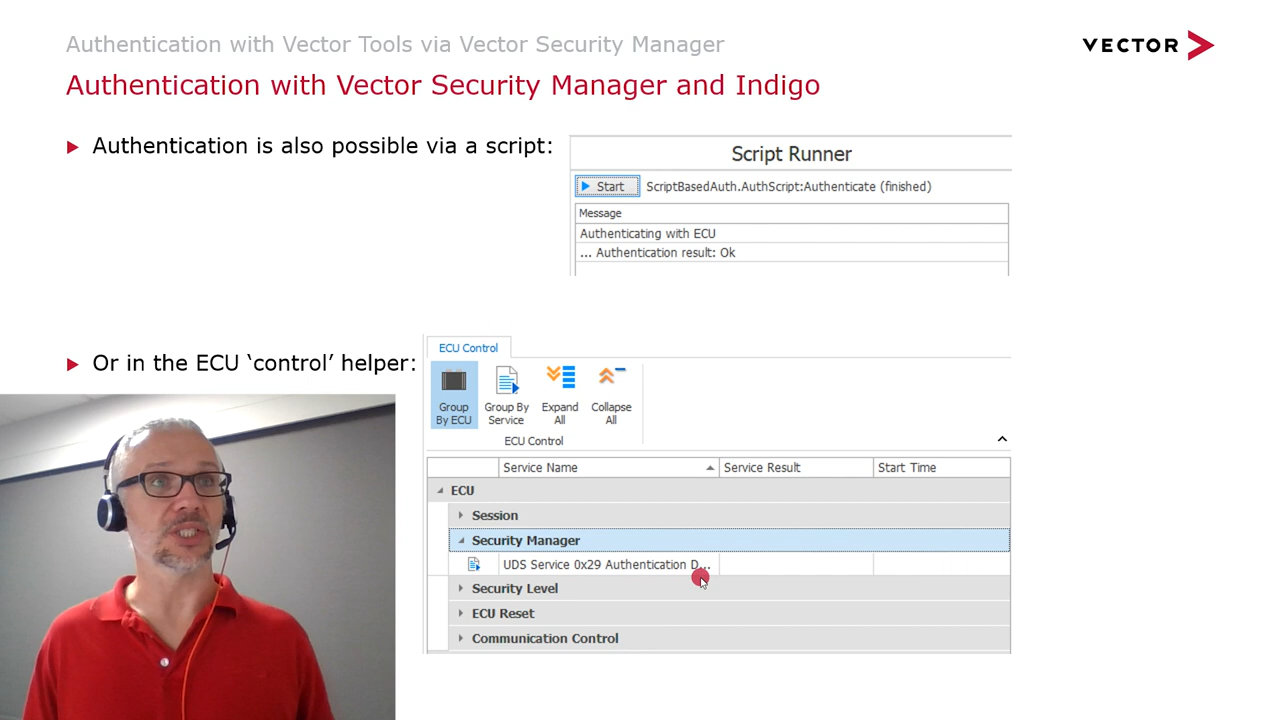 Authentication with Vector Tools via Vector Security Manager
VECTOR
Authentication with Vector Security Manager and Indigo
Authentication is also possible via a script:
Script Runner
Start
ScriptBasedAuth.AuthScript:Authenticate (finished)
Message
Authenticating with ECU
... Authentication result: Ok
Or in the ECU ‘control’ helper:
ECU Control
Group By ECU
Group By Service
Expand All
Collapse All
ECU Control
Service Name
Service Result
Start Time
ECU
Session
Security Manager
UDS Service 0x29 Authentication D...
Security Level
ECU Reset
Communication Control